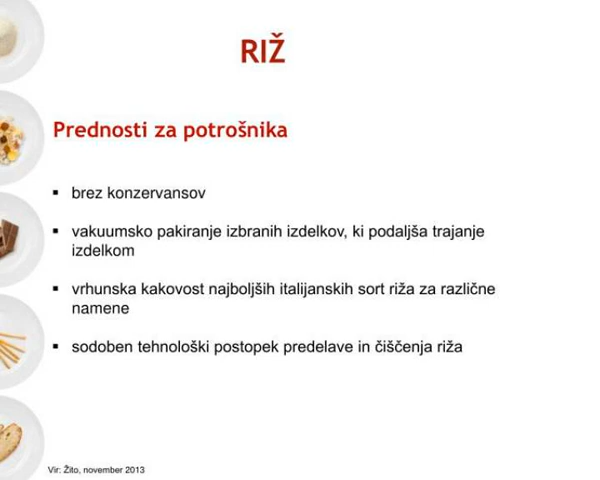 RIŽ
Prednosti za potrošnika
▪ brez konzervansov
▪ vakuumsko pakiranje izbranih izdelkov, ki podaljša trajanje
izdelkom
▪ vrhunska kakovost najboljših italijanskih sort riža za različne
namene
▪ sodoben tehnološki postopek predelave in čiščenja riža
Vir: Žito, november 2013